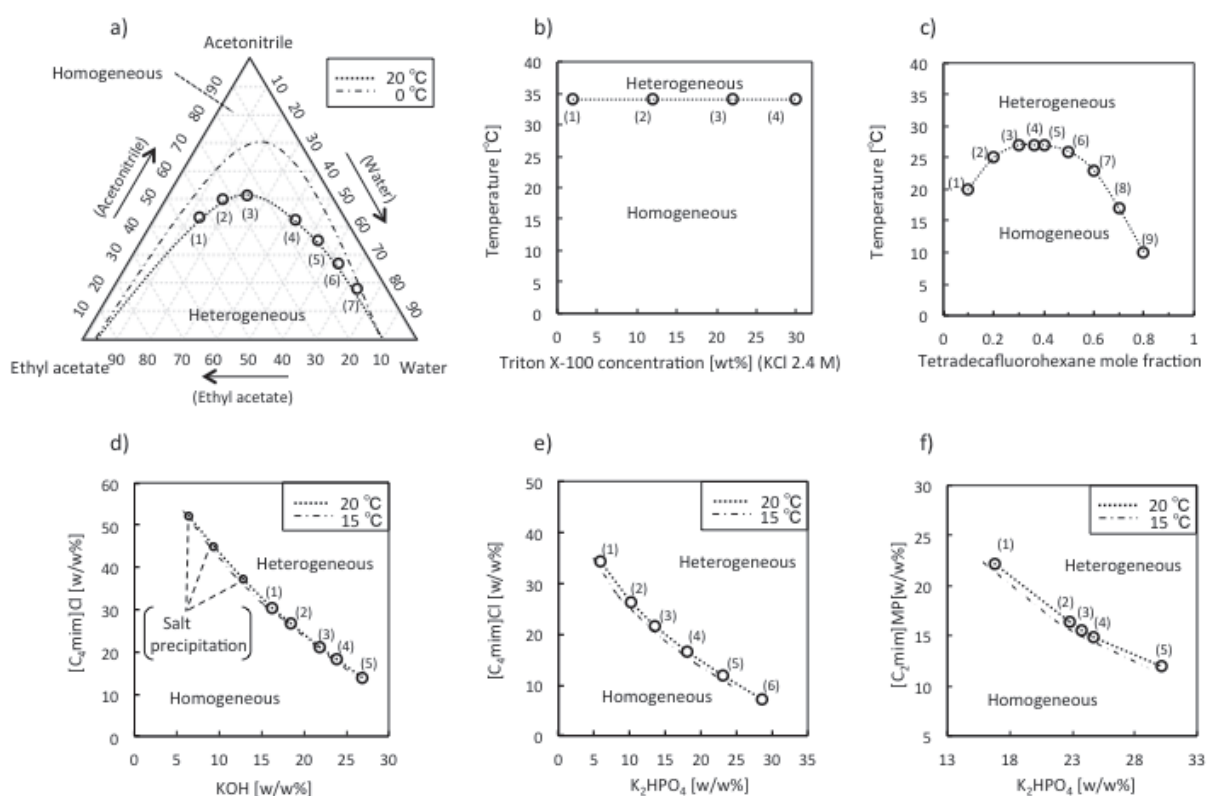 a)
Acetonitrile
Homogeneous
20 °C
0 °C
90
80
70
60
50
40
30
20
10
(Acetonitrile)
10
20
30
40
50
60
70
80
90
(Water)
(1)
(2)
(3)
(4)
(5)
(6)
(7)
Heterogeneous
Ethyl acetate
90 80 70 60 50 40 30 20 10
Water
(Ethyl acetate)
b)
Temperature [°C]
40
35
30
25
20
15
10
5
0
Heterogeneous
(1) (2) (3) (4)
Homogeneous
0 5 10 15 20 25 30
Triton X-100 concentration [wt%] (KCl 2.4 M)
c)
Temperature [°C]
40
35
30
25
20
15
10
5
0
Heterogeneous
(1) (2) (3) (4) (5) (6) (7) (8) (9)
Homogeneous
0 0.2 0.4 0.6 0.8 1
Tetradecafluorohexane mole fraction
d)
[C4mim]Cl [w/w%]
60
50
40
30
20
10
0
20 °C
15 °C
Heterogeneous
(1) (2) (3) (4) (5)
Salt
precipitation
Homogeneous
0 5 10 15 20 25 30
KOH [w/w%]
e)
[C4mim]Cl [w/w%]
50
40
30
20
10
0
20 °C
15 °C
Heterogeneous
(1) (2) (3) (4) (5) (6)
Homogeneous
0 5 10 15 20 25 30 35
K2HPO4 [w/w%]
f)
[C2mim]MP[w/w%]
30
25
20
15
10
5
20 °C
15 °C
Heterogeneous
(1) (2) (3) (4) (5)
Homogeneous
13 18 23 28 33
K2HPO4 [w/w%]